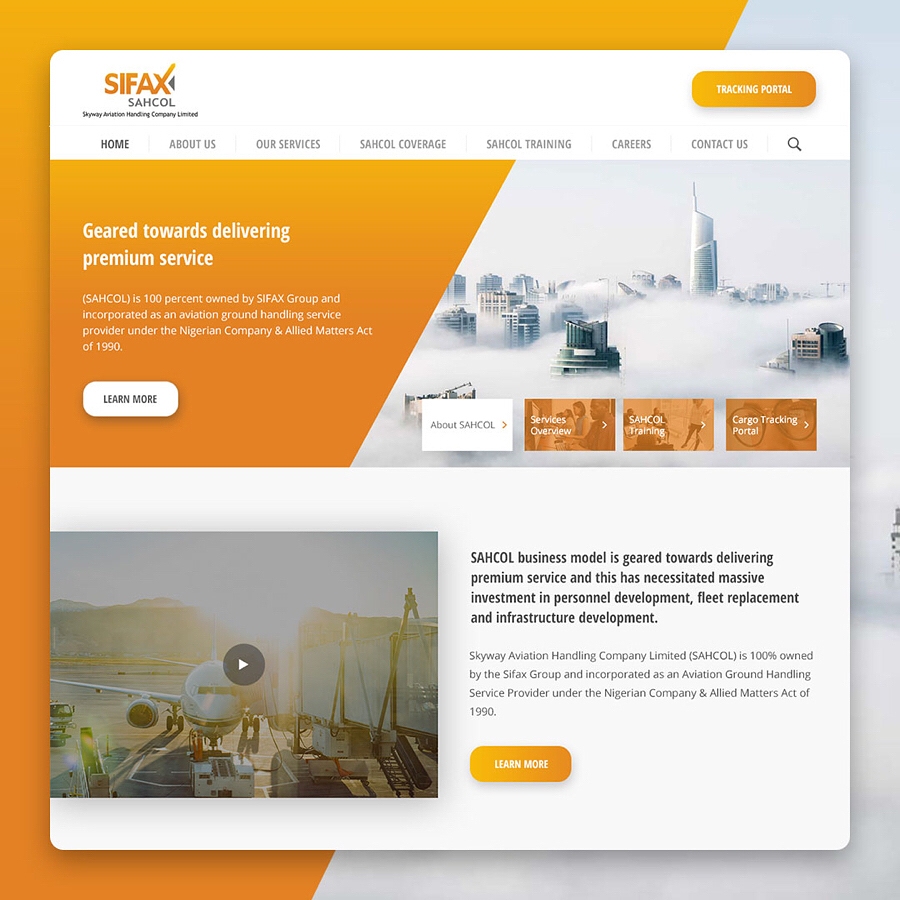 SIFAX
SAHCOL
Skyway Aviation Handling Company Limited
TRACKING PORTAL
HOME
ABOUT US
OUR SERVICES
SAHCOL COVERAGE
SAHCOL TRAINING
CAREERS
CONTACT US
Geared towards delivering
premium service
(SAHCOL) is 100 percent owned by SIFAX Group and
incorporated as an aviation ground handling service
provider under the Nigerian Company & Allied Matters Act
of 1990.
LEARN MORE
About SAHCOL
Services
Overview
SAHCOL
Training
Cargo Tracking
Portal
SAHCOL business model is geared towards delivering
premium service and this has necessitated massive
investment in personnel development, fleet replacement
and infrastructure development.
Skyway Aviation Handling Company Limited (SAHCOL) is 100% owned
by the Sifax Group and incorporated as an Aviation Ground Handling
Service Provider under the Nigerian Company & Allied Matters Act of
1990.
LEARN MORE